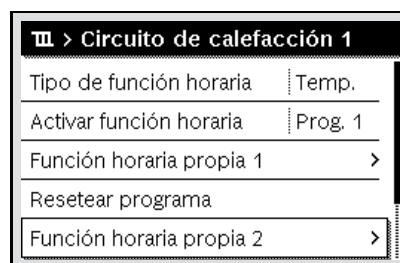 > Circuito de calefacción 1
Tipo de función horaria Temp.
Activar función horaria Prog. 1
Función horaria propia 1 >
Resetear programa
Función horaria propia 2 >